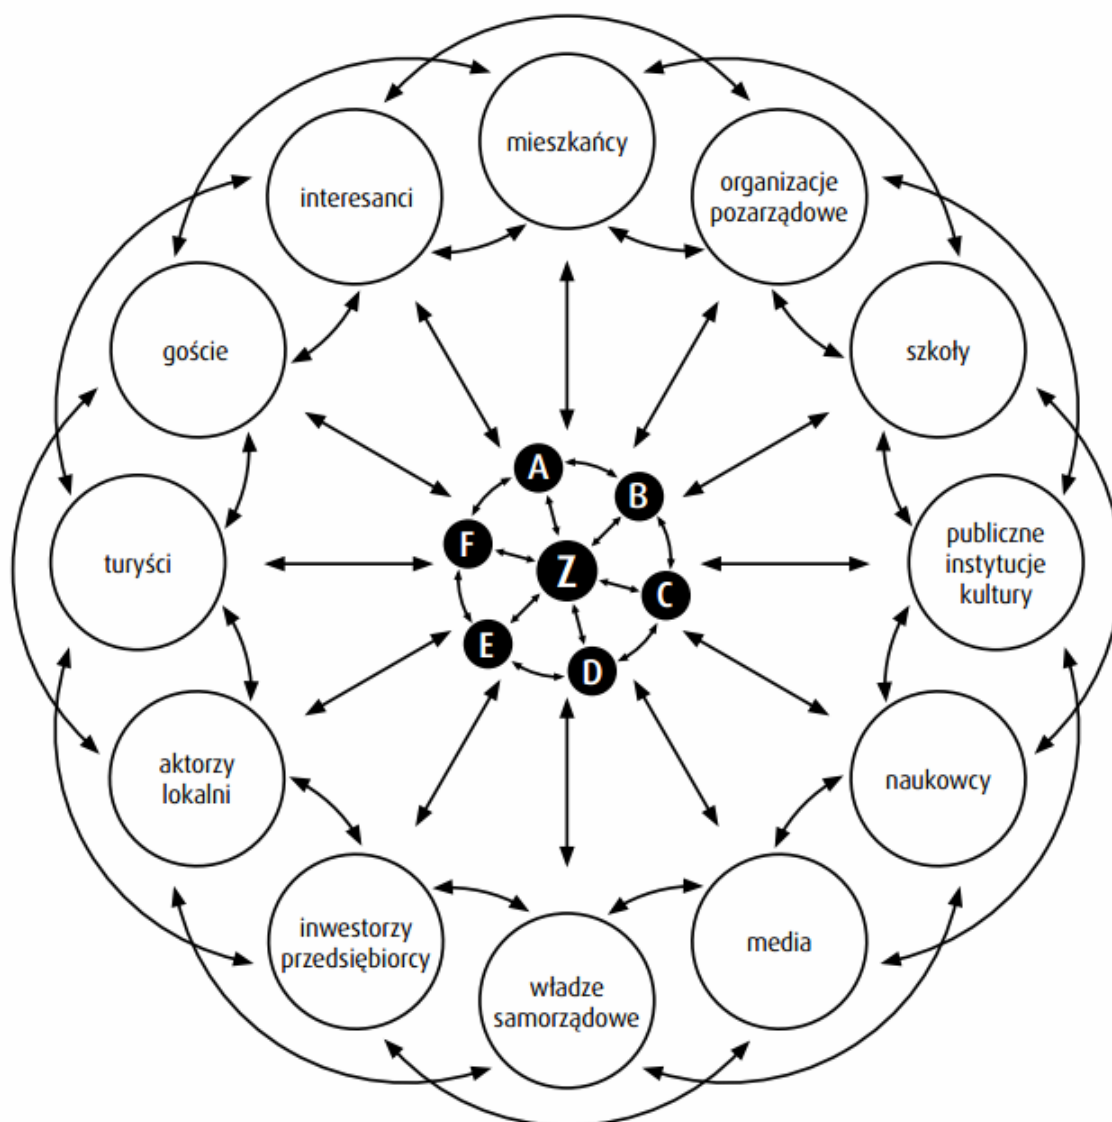 mieszkańcy
organizacje
pozarządowe
szkoły
publiczne
instytucje
kultury
naukowcy
media
władze
samorządowe
inwestorzy
przedsiębiorcy
aktorzy
lokalni
turyści
goście
interesanci
A
B
C
D
E
F
Z